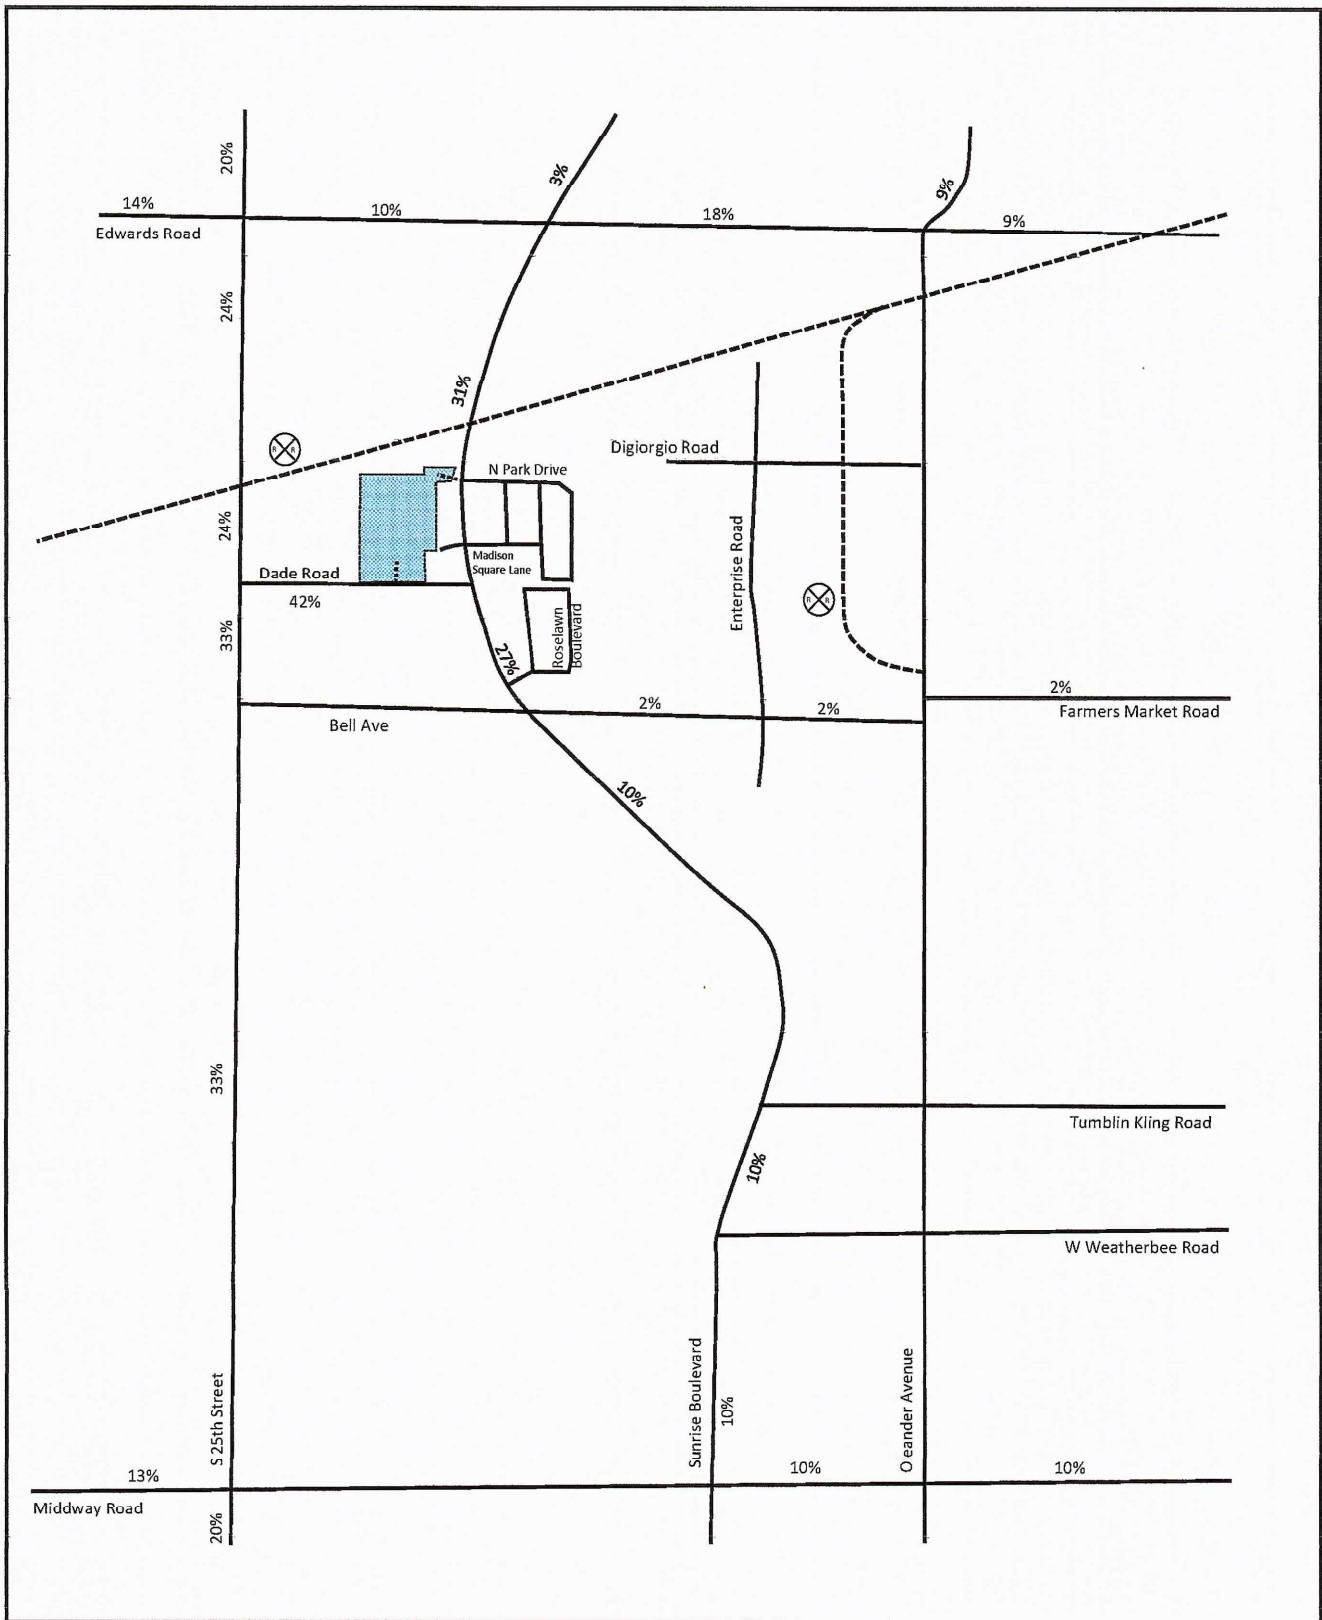 20%
3%
9%
14%
10%
18%
9%
Edwards Road
24%
31%
R R
Digiorgio Road
N Park Drive
24%
Madison
Square Lane
Dade Road
42%
Enterprise Road
R R
33%
27%
Roselawn
Boulevard
2%
2%
2%
Bell Ave
Farmers Market Road
10%
33%
Tumblin Kling Road
10%
W Weatherbee Road
S 25th Street
Sunrise Boulevard
10%
O eander Avenue
13%
10%
10%
Middway Road
20%